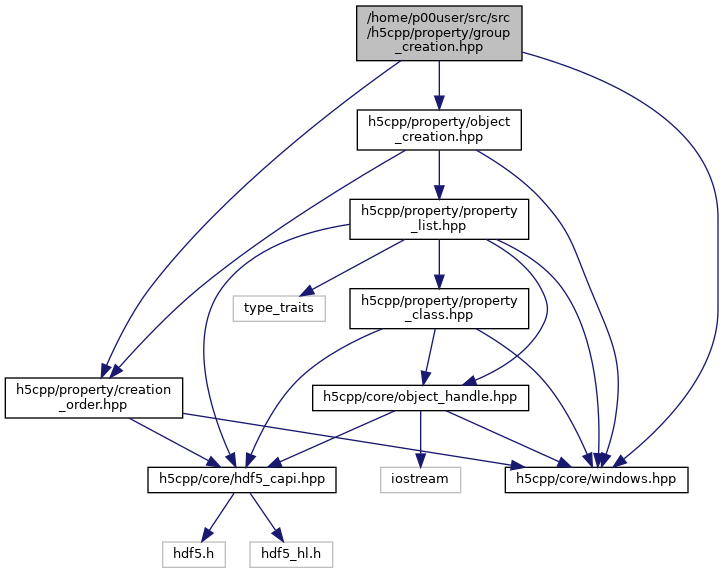 /home/p00user/src/src
/h5cpp/property/group
_creation.hpp
h5cpp/property/object
_creation.hpp
h5cpp/property/property
_list.hpp
type_traits
h5cpp/property/property
_class.hpp
h5cpp/property/creation
_order.hpp
h5cpp/core/object_handle.hpp
h5cpp/core/hdf5_capi.hpp
iostream
h5cpp/core/windows.hpp
hdf5.h
hdf5_hl.h